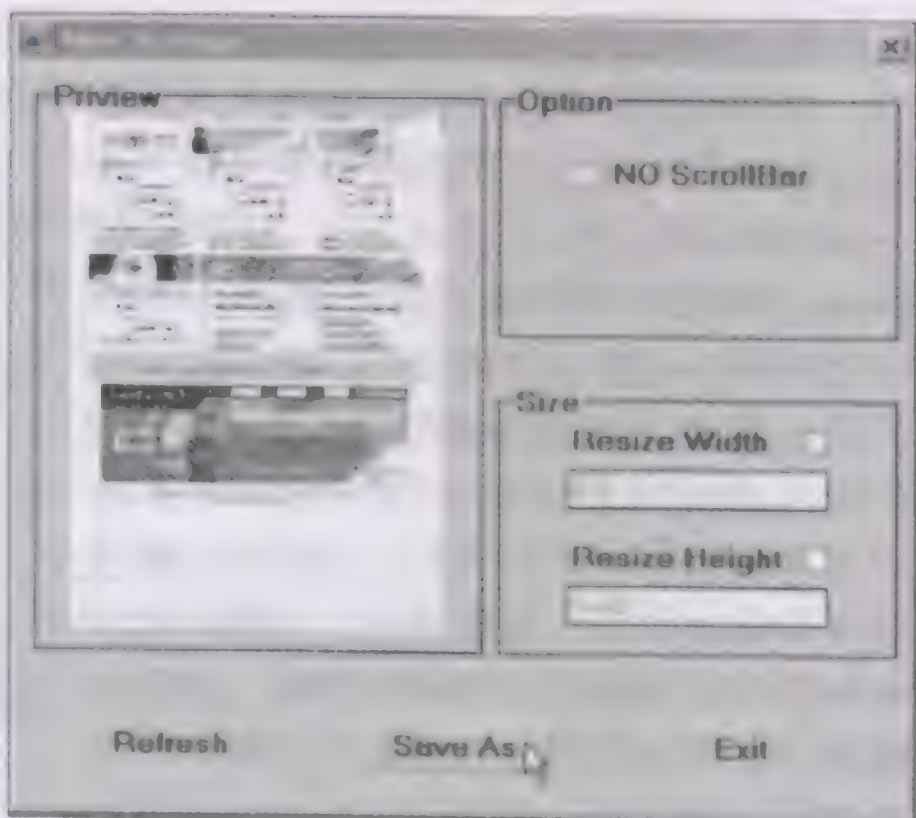 Priview
Option
NO ScrollBar
Size
Resize Width
Resize Height
Refresh
Save As
Exit